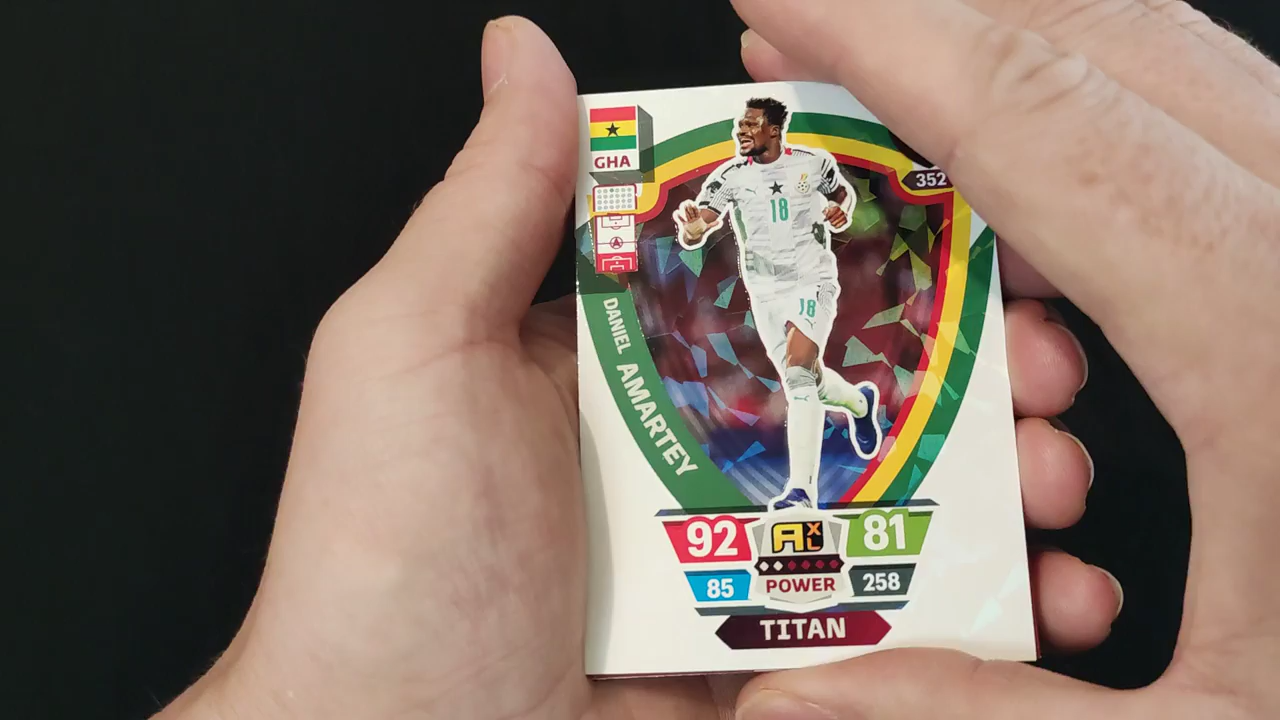 GHA
352
18
18
DANIEL AMARTEY
92
AXL
81
85
POWER
258
TITAN